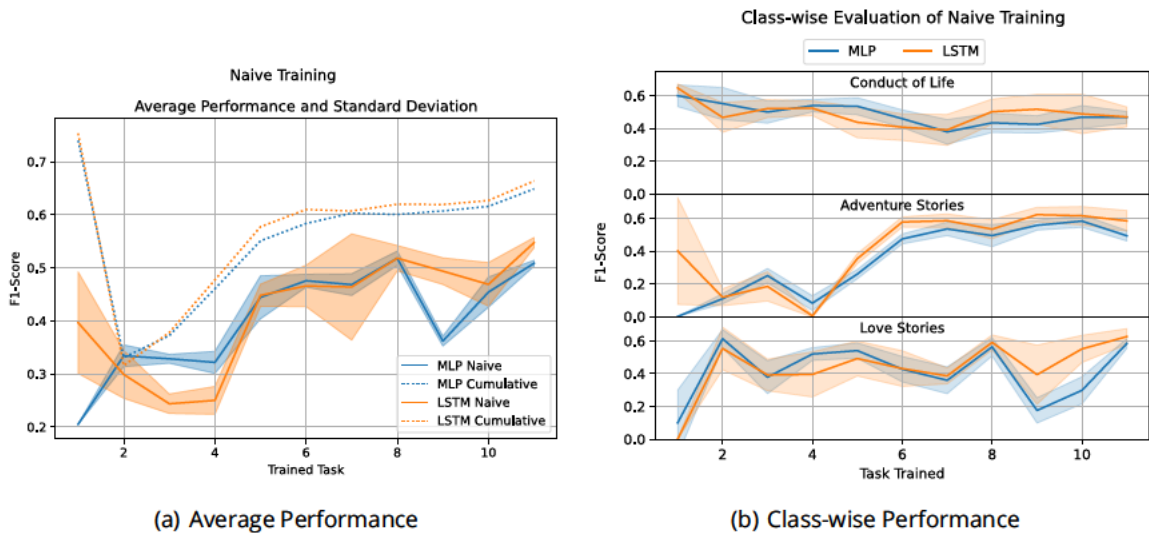 Naive Training
Average Performance and Standard Deviation
F1-Score
0.7
0.6
0.5
0.4
0.3
0.2
MLP Naive
MLP Cumulative
LSTM Naive
LSTM Cumulative
2 4 6 8 10
Trained Task
(a) Average Performance
Class-wise Evaluation of Naive Training
MLP LSTM
Conduct of Life
0.6
0.4
0.2
0.0
Adventure Stories
F1-Score
0.6
0.4
0.2
0.0
Love Stories
0.6
0.4
0.2
0.0
2 4 6 8 10
Task Trained
(b) Class-wise Performance